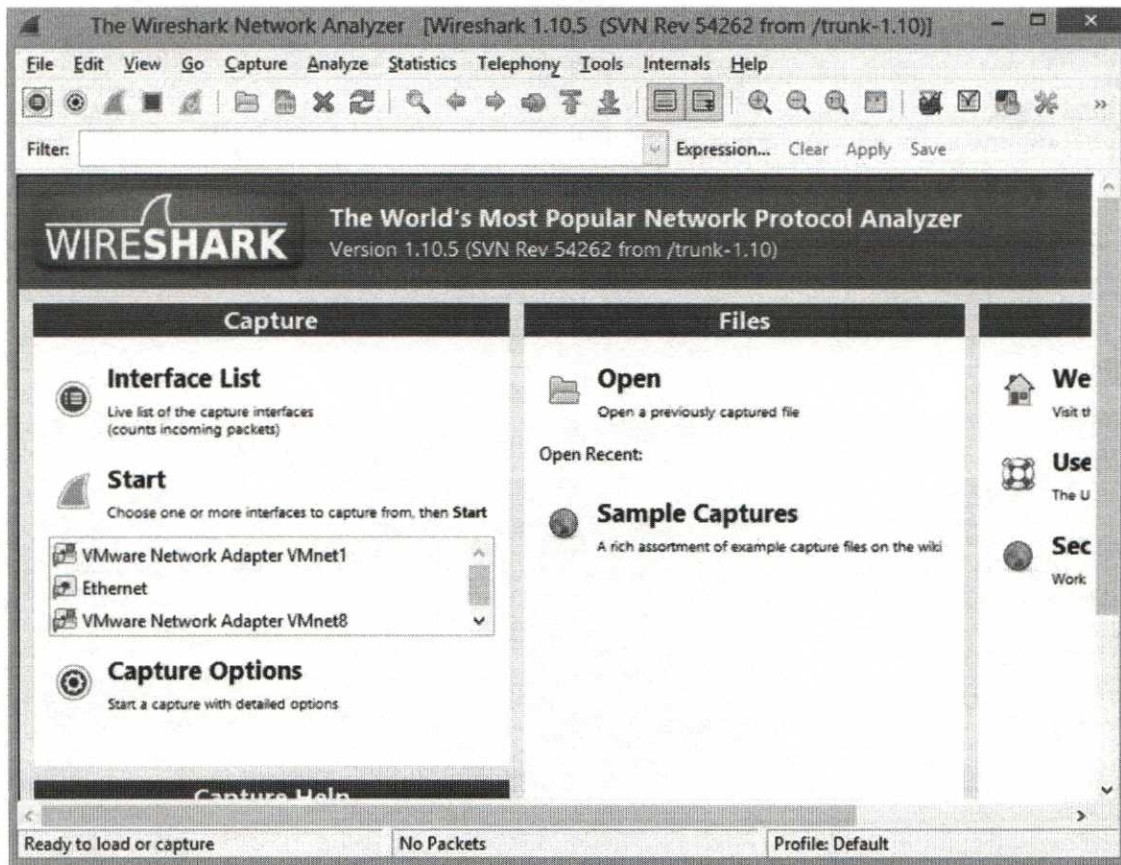 The Wireshark Network Analyzer [Wireshark 1.10.5 (SVN Rev 54262 from /trunk-1.10)]
File Edit View Go Capture Analyze Statistics Telephony Tools Internals Help
Filter: Expression... Clear Apply Save
WIRESHARK
The World's Most Popular Network Protocol Analyzer
Version 1.10.5 (SVN Rev 54262 from /trunk-1.10)
Capture
Interface List
Live list of the capture interfaces
(counts incoming packets)
Start
Choose one or more interfaces to capture from, then Start
VMware Network Adapter VMnet1
Ethernet
VMware Network Adapter VMnet8
Capture Options
Start a capture with detailed options
Capture Help
Files
Open
Open a previously captured file
Open Recent:
Sample Captures
A rich assortment of example capture files on the wiki
We
Visit th
Use
The U
Sec
Work
Ready to load or capture No Packets Profile: Default